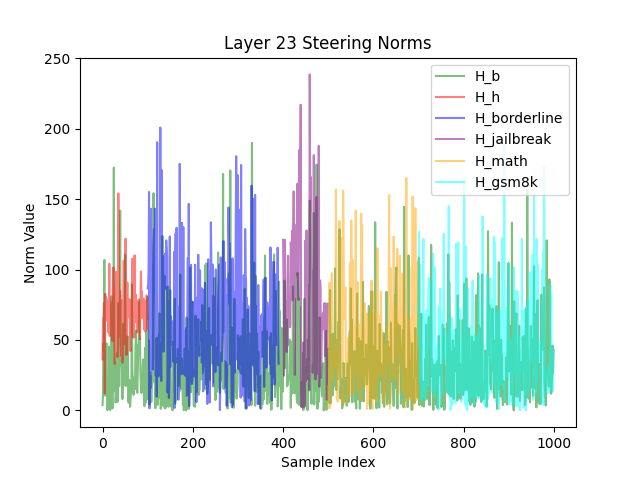 Layer 23 Steering Norms
250
200
150
100
50
0
Norm Value
H_b
H_h
H_borderline
H_jailbreak
H_math
H_gsm8k
0 200 400 600 800 1000
Sample Index